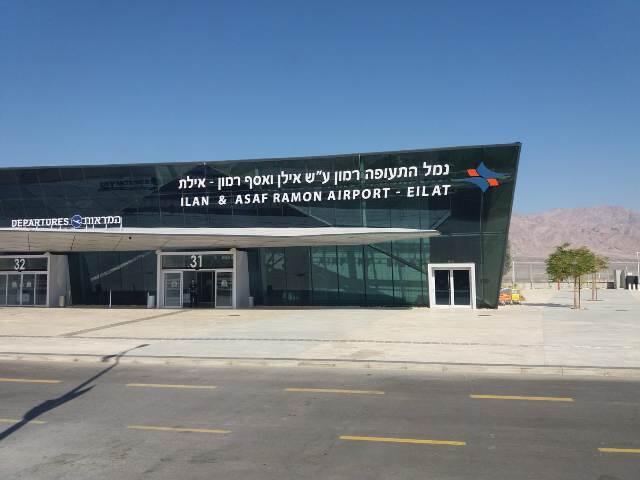 נמל התעופה רמון ע״ש אילן ואסף רמון - אילת
ILAN & ASAF RAMON AIRPORT - EILAT
DEPARTURES המראות
32
31